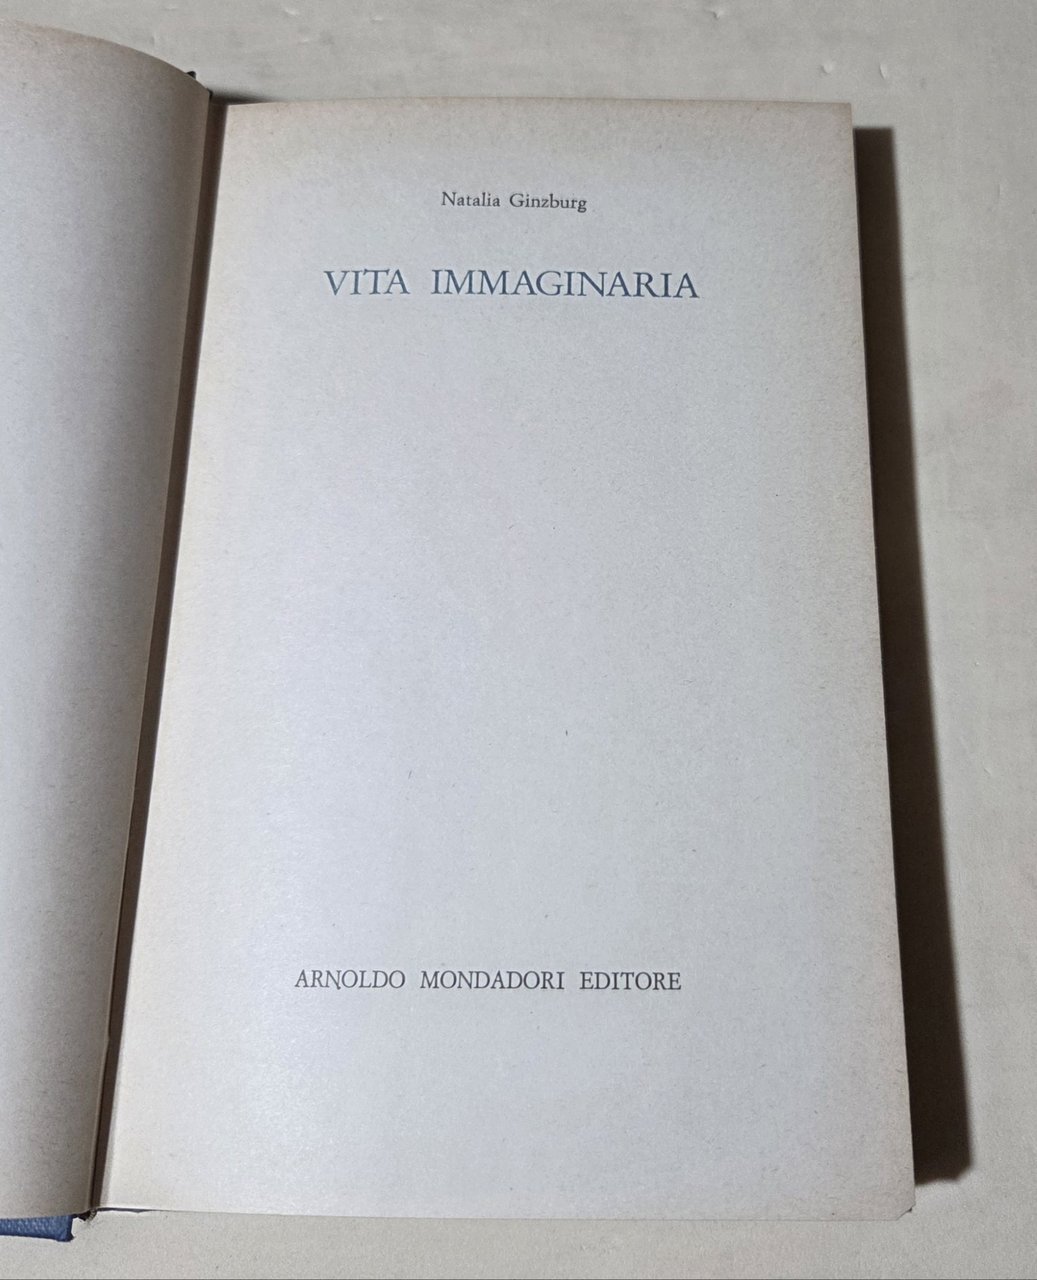 Natalia Ginzburg
VITA IMMAGINARIA
ARNOLDO MONDADORI EDITORE